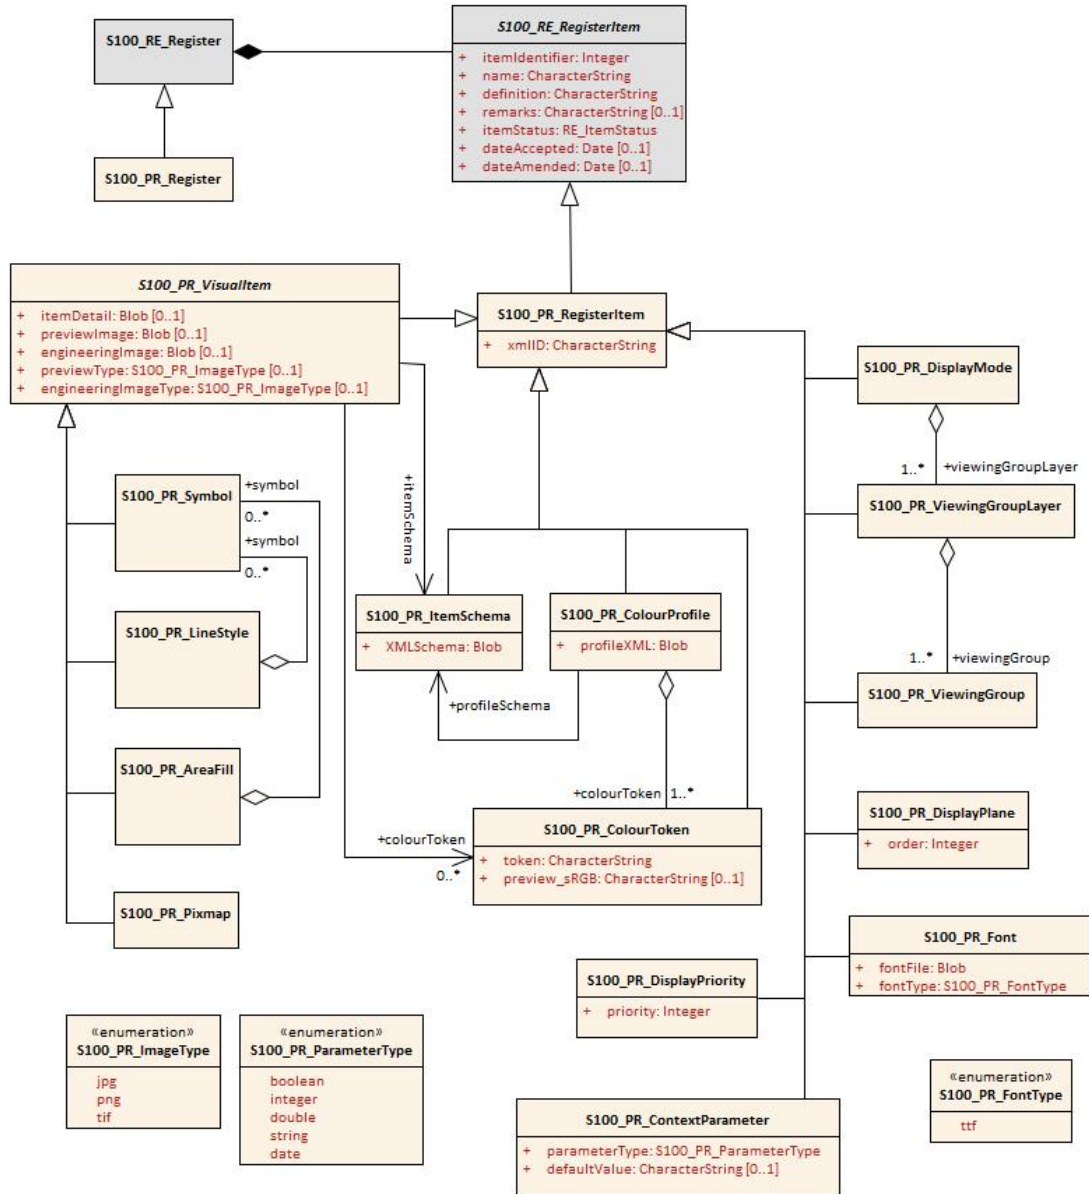 S100_RE_Register
S100_RE_RegisterItem
+ itemIdentifier: Integer
+ name: CharacterString
+ definition: CharacterString
+ remarks: CharacterString [0..1]
+ itemStatus: RE_ItemStatus
+ dateAccepted: Date [0..1]
+ dateAmended: Date [0..1]
S100_PR_Register
S100_PR_VisualItem
+ itemDetail: Blob [0..1]
+ previewImage: Blob [0..1]
+ engineeringImage: Blob [0..1]
+ previewType: S100_PR_ImageType [0..1]
+ engineeringImageType: S100_PR_ImageType [0..1]
S100_PR_RegisterItem
+ xmlID: CharacterString
S100_PR_DisplayMode
1..* +viewingGroupLayer
S100_PR_ViewingGroupLayer
S100_PR_Symbol
+symbol
0..*
+symbol
0..*
+itemSchema
S100_PR_ItemSchema
+ XMLSchema: Blob
S100_PR_ColourProfile
+ profileXML: Blob
S100_PR_LineStyle
1..* +viewingGroup
S100_PR_ViewingGroup
+profileSchema
S100_PR_AreaFill
+colourToken 1..*
S100_PR_ColourToken
+ token: CharacterString
+ preview_sRGB: CharacterString [0..1]
+colourToken
0..*
S100_PR_DisplayPlane
+ order: Integer
S100_PR_Pixmap
S100_PR_Font
+ fontFile: Blob
+ fontType: S100_PR_FontType
S100_PR_DisplayPriority
+ priority: Integer
«enumeration»
S100_PR_ImageType
jpg
png
tif
«enumeration»
S100_PR_ParameterType
boolean
integer
double
string
date
«enumeration»
S100_PR_FontType
ttf
S100_PR_ContextParameter
+ parameterType: S100_PR_ParameterType
+ defaultValue: CharacterString [0..1]